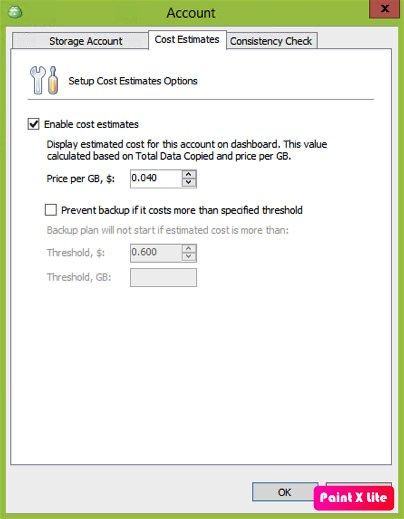 Account
x
Storage Account
Cost Estimates
Consistency Check
Setup Cost Estimates Options
Enable cost estimates
Display estimated cost for this account on dashboard. This value
calculated based on Total Data Copied and price per GB.
Price per GB, $:
0.040
Prevent backup if it costs more than specified threshold
Backup plan will not start if estimated cost is more than:
Threshold, $:
0.600
Threshold, GB:
OK
Paint X Lite